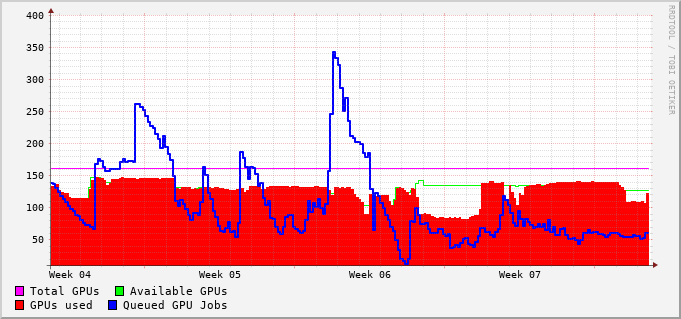 400
350
300
250
200
150
100
50
Week 04 Week 05 Week 06 Week 07
Total GPUs Available GPUs
GPUs used Queued GPU Jobs
RRDTOOL / TOBI OETIKER